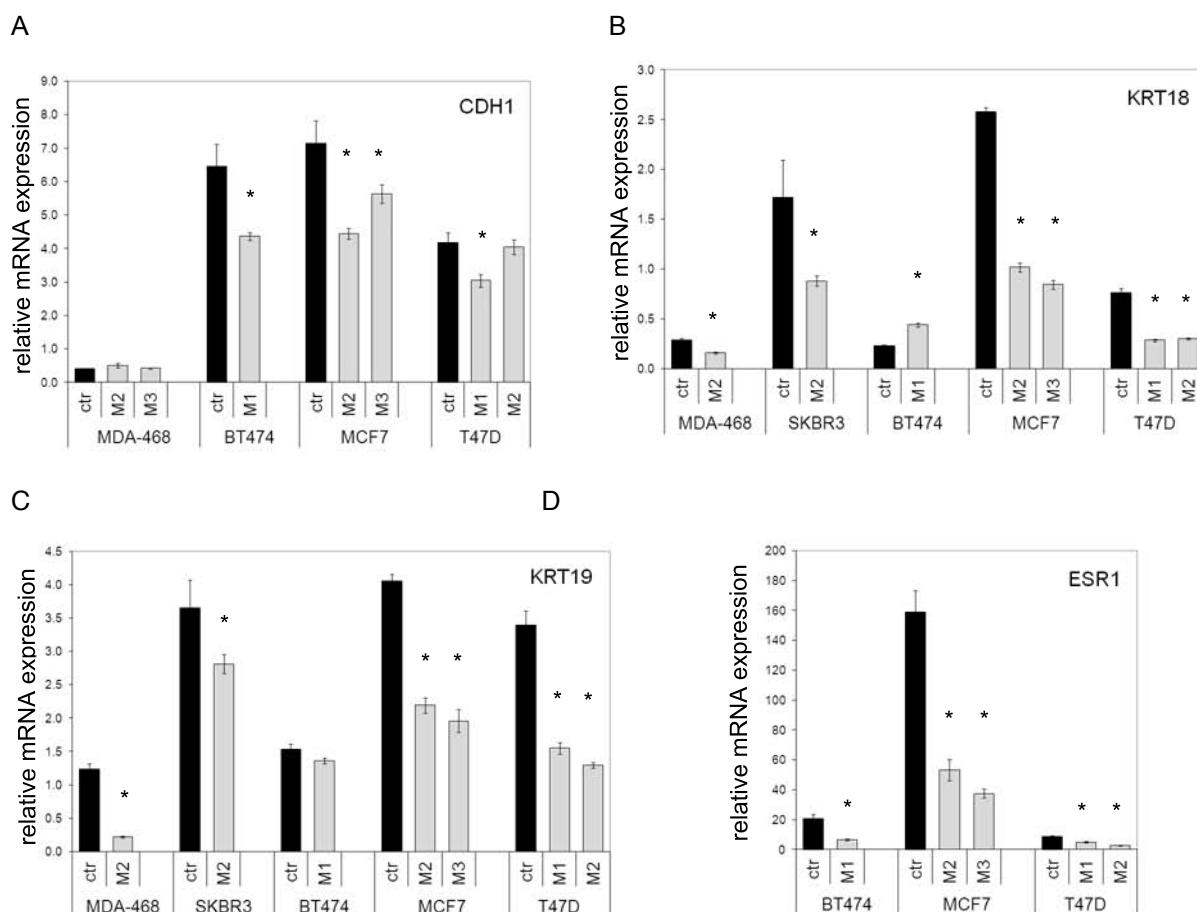 A
relative mRNA expression
CDH1
9.0
8.0
7.0
6.0
5.0
4.0
3.0
2.0
1.0
0.0
*
* *
*
ctr M2 M3 ctr M1 ctr M2 M3 ctr M1 M2
MDA-468 BT474 MCF7 T47D
B
relative mRNA expression
KRT18
3.0
2.5
2.0
1.5
1.0
0.5
0.0
*
*
*
* *
* *
ctr M2 ctr M2 ctr M1 ctr M2 M3 ctr M1 M2
MDA-468 SKBR3 BT474 MCF7 T47D
C
relative mRNA expression
KRT19
4.5
4.0
3.5
3.0
2.5
2.0
1.5
1.0
0.5
0.0
*
*
* *
* *
ctr M2 ctr M2 ctr M1 ctr M2 M3 ctr M1 M2
MDA-468 SKBR3 BT474 MCF7 T47D
D
relative mRNA expression
ESR1
200
180
160
140
120
100
80
60
40
20
0
*
* *
* *
ctr M1 ctr M2 M3 ctr M1 M2
BT474 MCF7 T47D